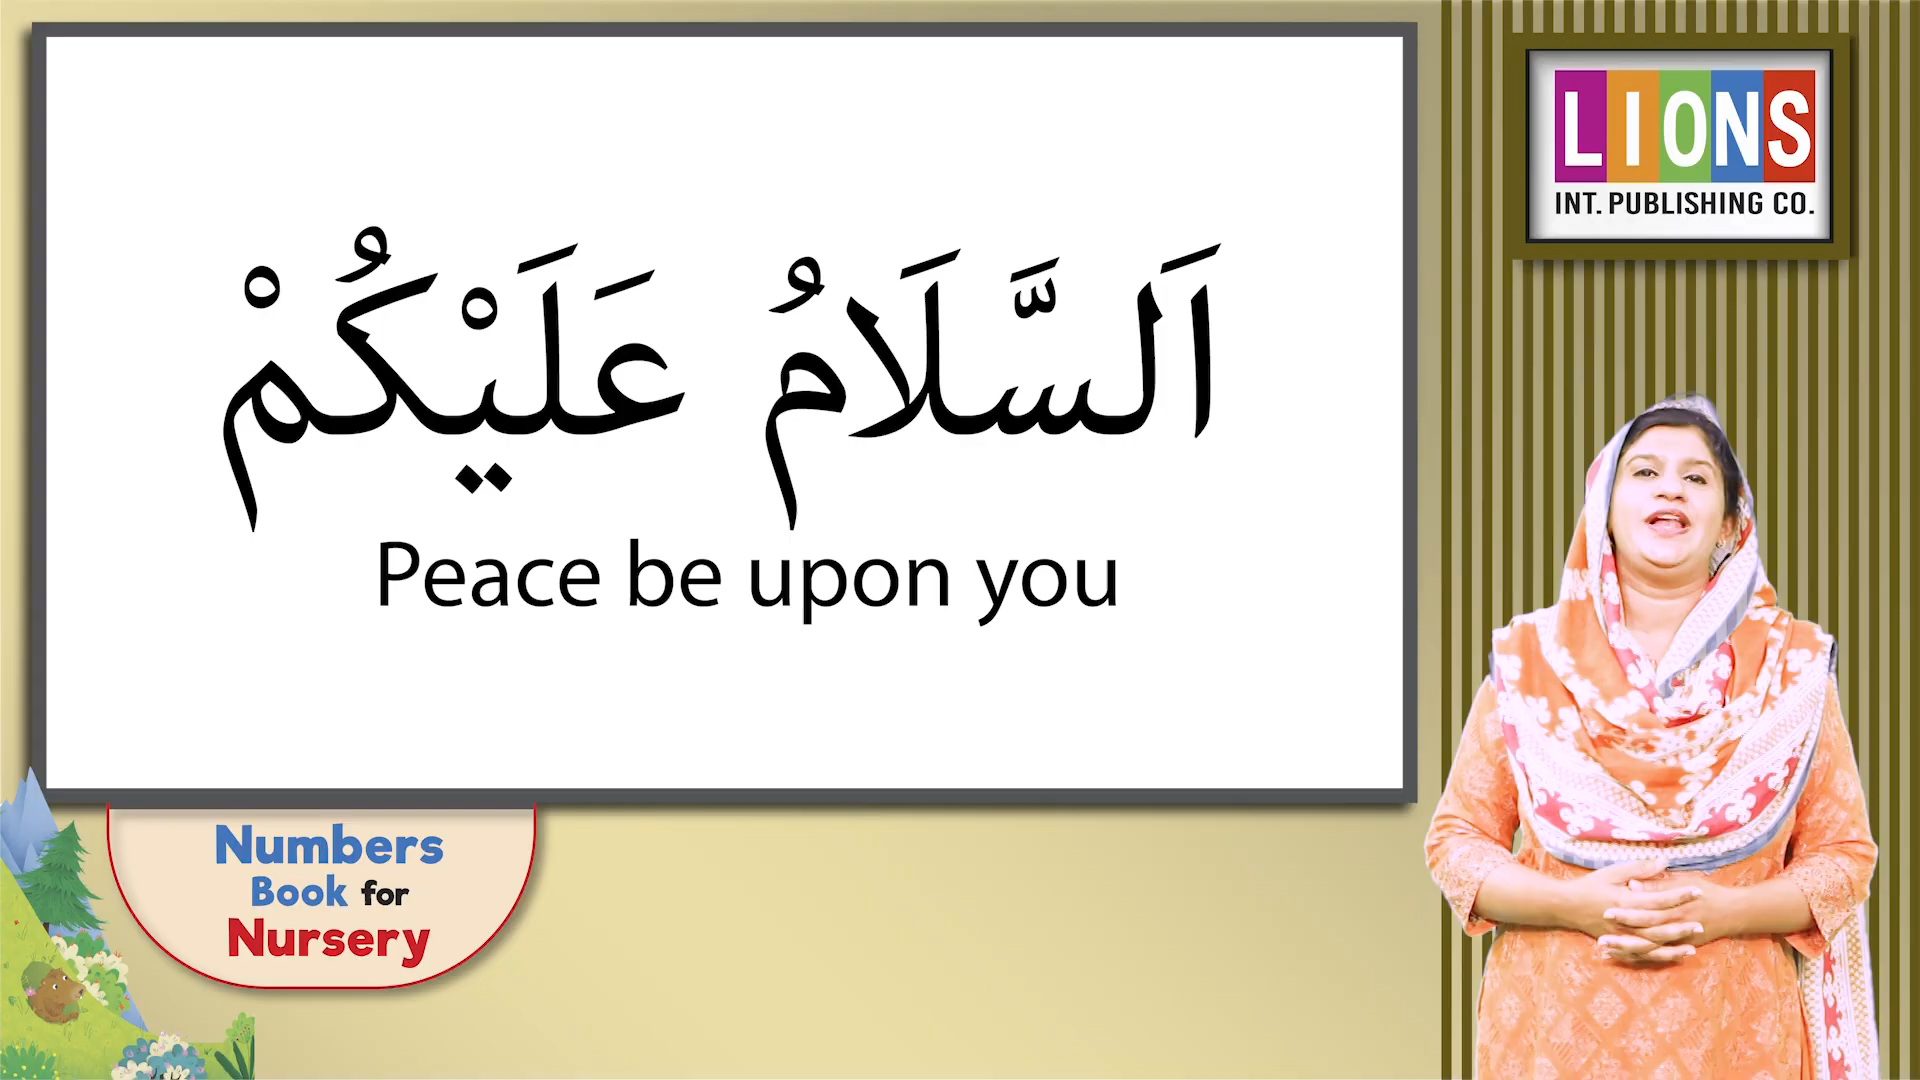 اَلسَّلَامُ عَلَيْكُمْ
Peace be upon you
LIONS
INT. PUBLISHING CO.
Numbers
Book for
Nursery